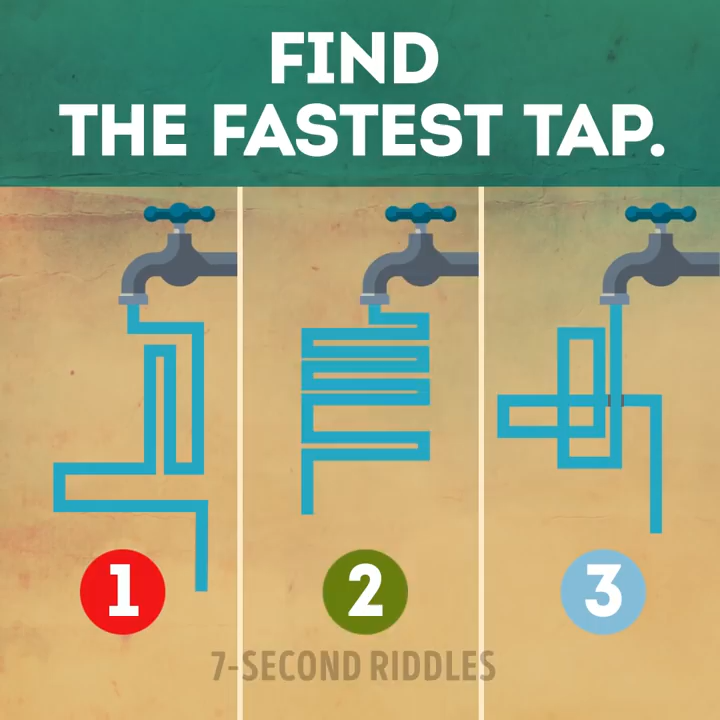 FIND
THE FASTEST TAP.
1
2
3
7-SECOND RIDDLES